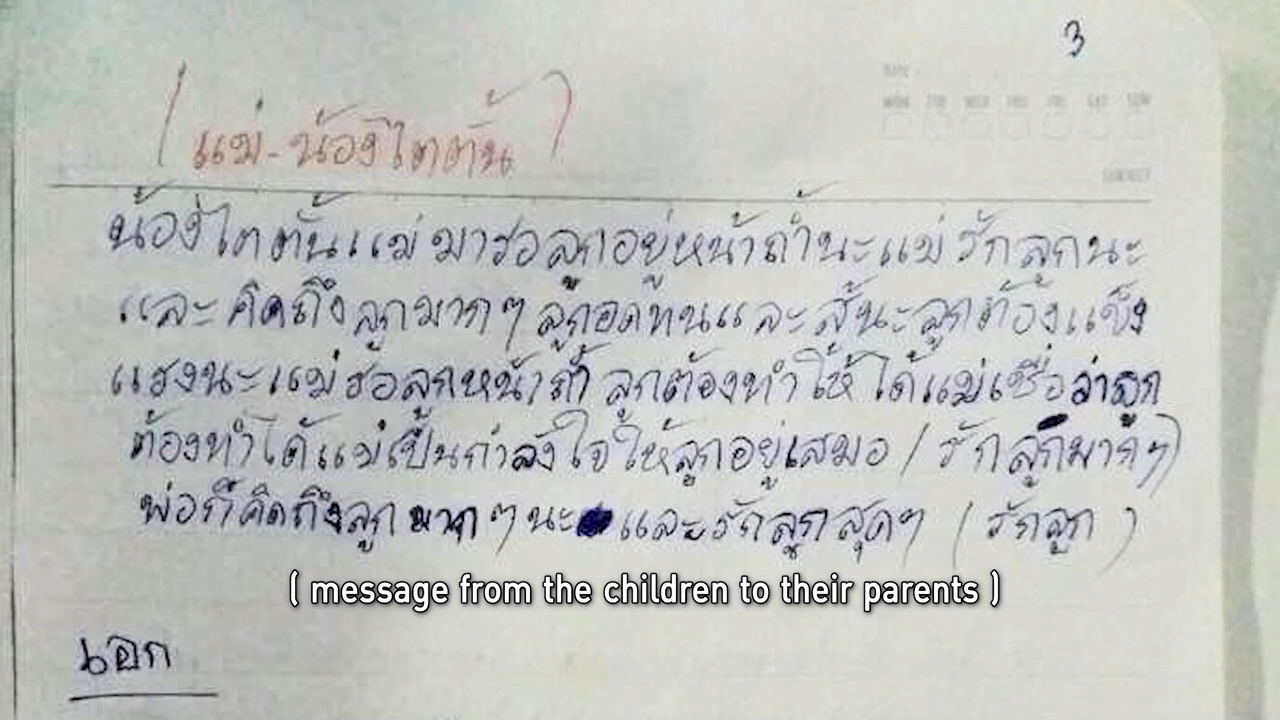 3
(แม่-น้องไตตั้น)
DATE
MON TUE WED THU FRI SAT SUN
น้องไตตั้นแม่มารอลูกอยู่หน้าถ้ำนะแม่รักลูกนะ
และคิดถึงลูกมากๆ ลูกอดทนและสู้นะลูกต้องแข็ง
แรงนะแม่รอลูกหน้าถ้ำ ลูกต้องทำให้ได้แม่เชื่อว่าลูก
ต้องทำได้แม่เป็นกำลังใจให้ลูกอยู่เสมอ (รักลูกมากๆ)
พ่อก็คิดถึงลูกมากๆนะ และรักลูกสุดๆ (รักลูก)
( message from the children to their parents )
เอก